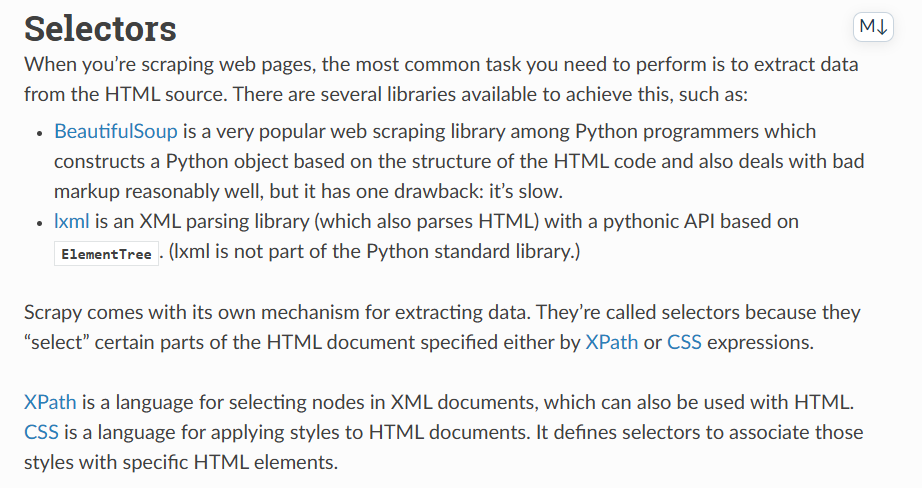 Selectors
M↓
When you’re scraping web pages, the most common task you need to perform is to extract data
from the HTML source. There are several libraries available to achieve this, such as:
• BeautifulSoup is a very popular web scraping library among Python programmers which
constructs a Python object based on the structure of the HTML code and also deals with bad
markup reasonably well, but it has one drawback: it’s slow.
• lxml is an XML parsing library (which also parses HTML) with a pythonic API based on
ElementTree. (lxml is not part of the Python standard library.)
Scrapy comes with its own mechanism for extracting data. They’re called selectors because they
“select” certain parts of the HTML document specified either by XPath or CSS expressions.
XPath is a language for selecting nodes in XML documents, which can also be used with HTML.
CSS is a language for applying styles to HTML documents. It defines selectors to associate those
styles with specific HTML elements.